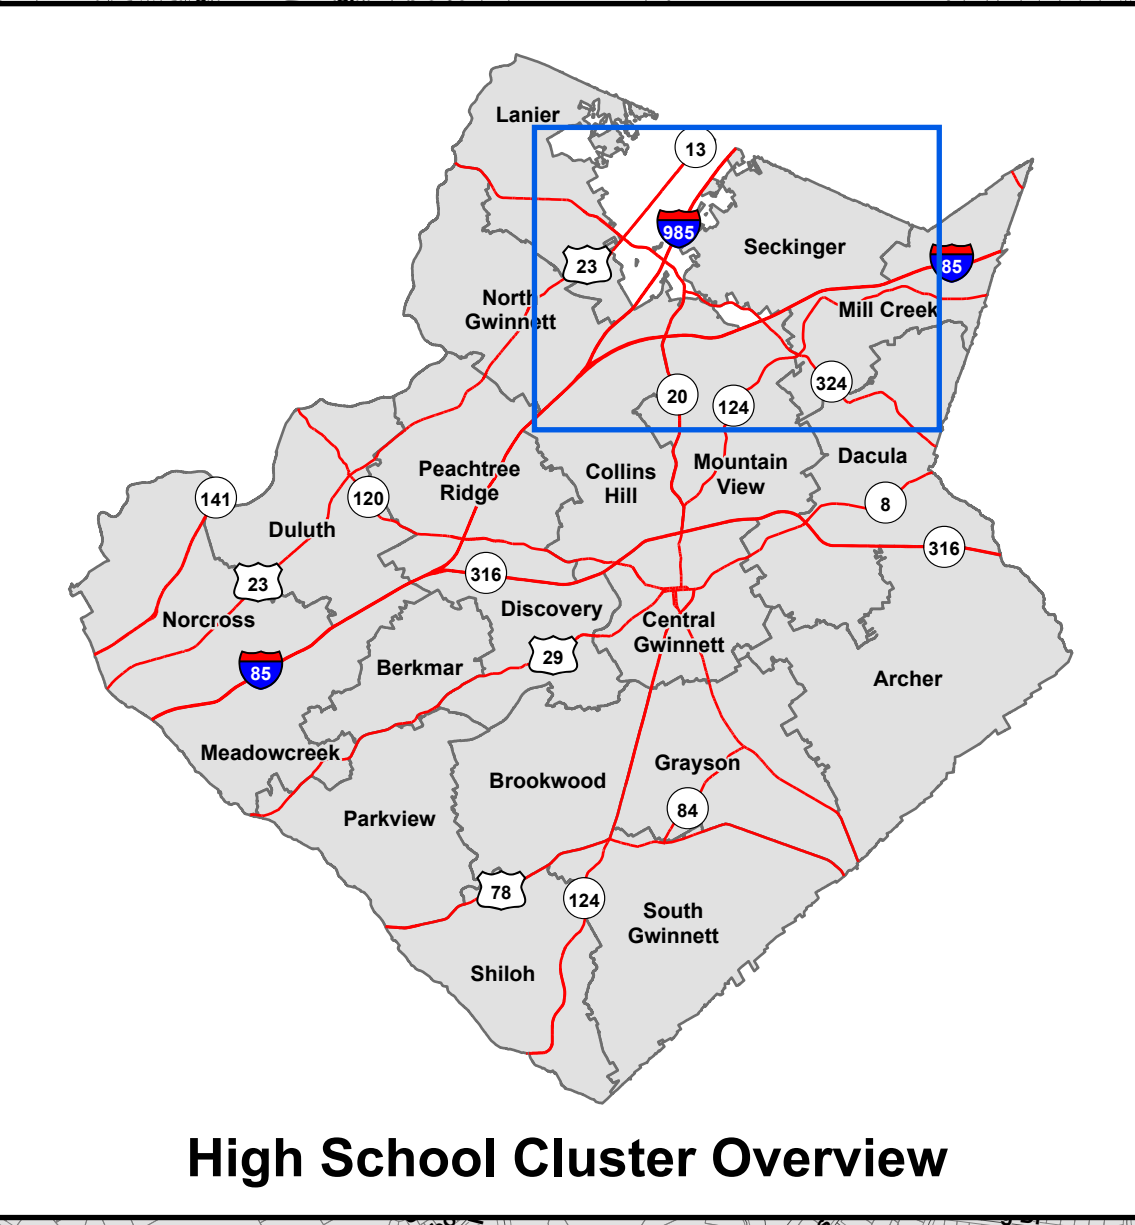 Lanier
13
985
Seckinger
85
23
North
Gwinnett
Mill Creek
324
20
124
Peachtree
Ridge
Collins
Hill
Mountain
View
Dacula
141
120
8
Duluth
316
23
316
Discovery
Norcross
Central
Gwinnett
29
85
Berkmar
Archer
Meadowcreek
Brookwood
Grayson
84
Parkview
78
124
South
Gwinnett
Shiloh
High School Cluster Overview